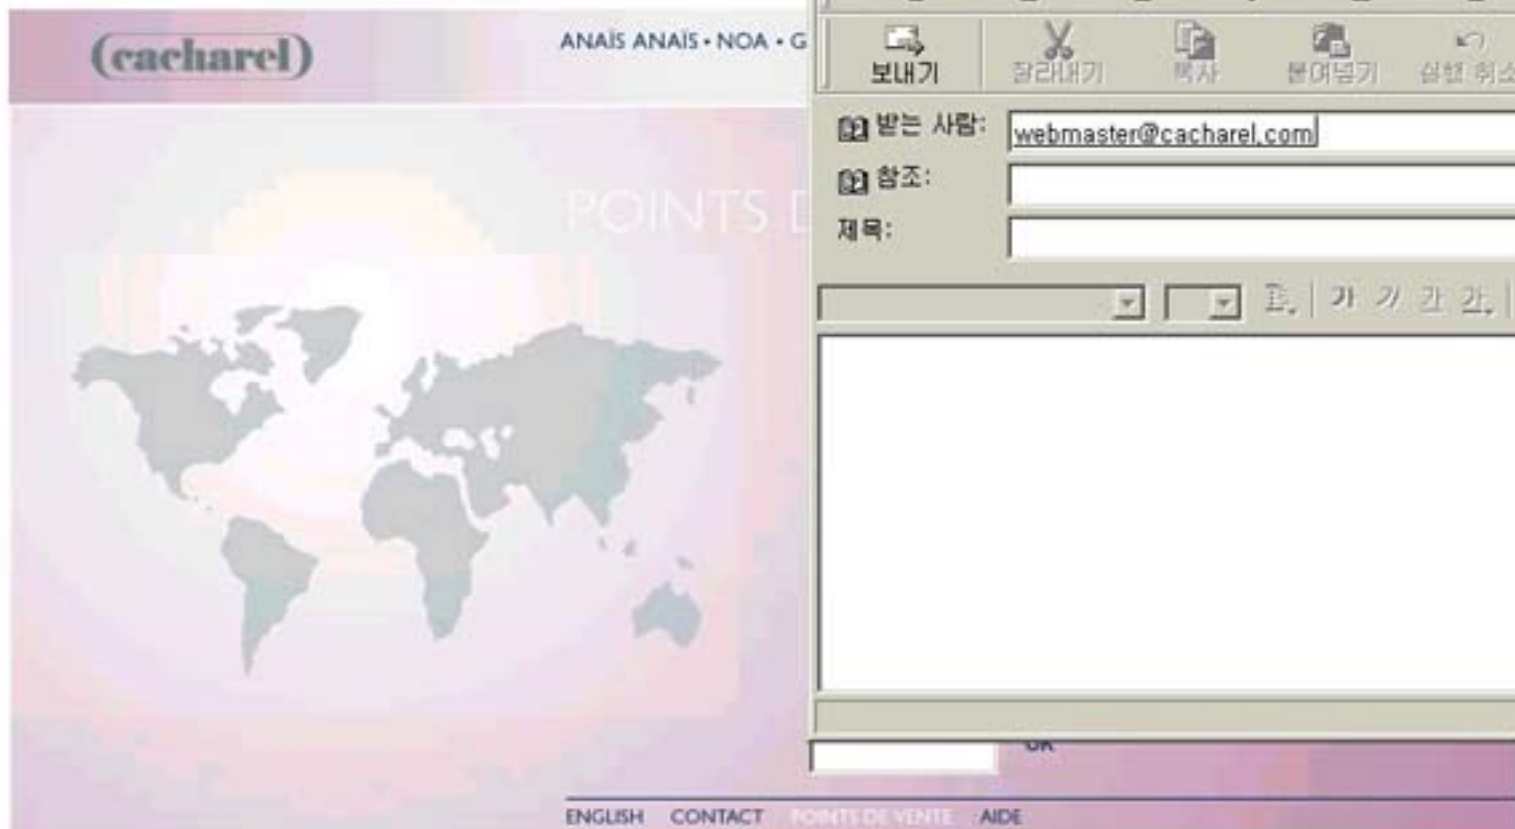 (cacharel)
ANAÏS ANAÏS • NOA • G
POINTS D
보내기 잘라내기 복사 붙여넣기 실행 취소
받는 사람: webmaster@cacharel.com
참조:
제목:
가 가 가 가
OK
ENGLISH CONTACT POINTS DE VENTE AIDE